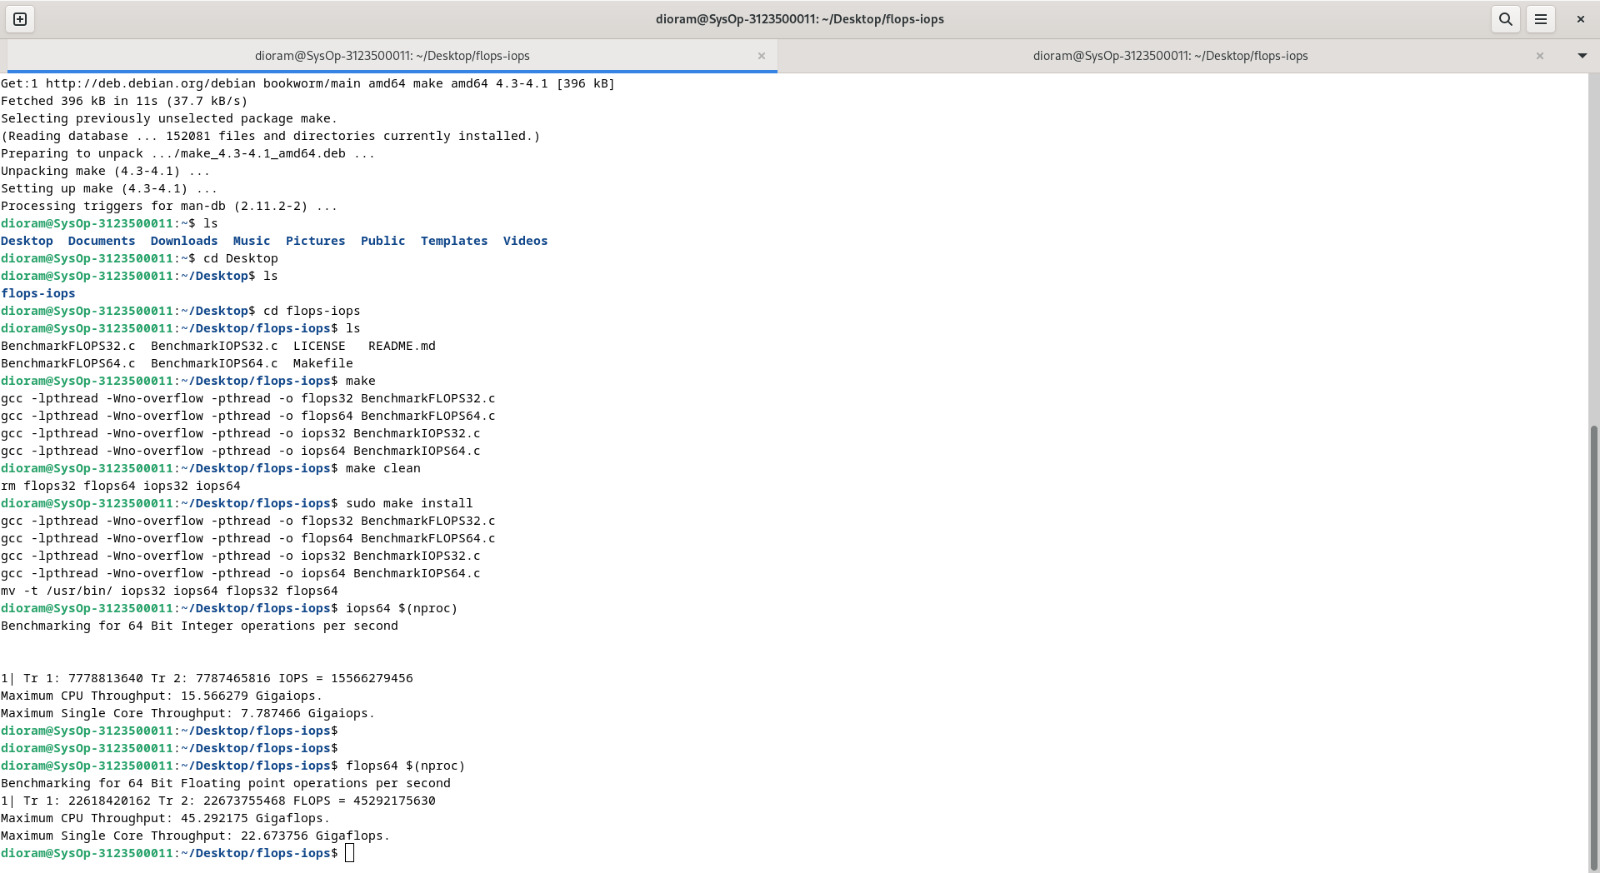 dioram@SysOp-3123500011: ~/Desktop/flops-iops
dioram@SysOp-3123500011: ~/Desktop/flops-iops
dioram@SysOp-3123500011: ~/Desktop/flops-iops
Get:1 http://deb.debian.org/debian bookworm/main amd64 make amd64 4.3-4.1 [396 kB]
Fetched 396 kB in 11s (37.7 kB/s)
Selecting previously unselected package make.
(Reading database ... 152081 files and directories currently installed.)
Preparing to unpack .../make_4.3-4.1_amd64.deb ...
Unpacking make (4.3-4.1) ...
Setting up make (4.3-4.1) ...
Processing triggers for man-db (2.11.2-2) ...
dioram@SysOp-3123500011:~$ ls
Desktop  Documents  Downloads  Music  Pictures  Public  Templates  Videos
dioram@SysOp-3123500011:~$ cd Desktop
dioram@SysOp-3123500011:~/Desktop$ ls
flops-iops
dioram@SysOp-3123500011:~/Desktop$ cd flops-iops
dioram@SysOp-3123500011:~/Desktop/flops-iops$ ls
BenchmarkFLOPS32.c  BenchmarkIOPS32.c  LICENSE   README.md
BenchmarkFLOPS64.c  BenchmarkIOPS64.c  Makefile
dioram@SysOp-3123500011:~/Desktop/flops-iops$ make
gcc -lpthread -Wno-overflow -pthread -o flops32 BenchmarkFLOPS32.c
gcc -lpthread -Wno-overflow -pthread -o flops64 BenchmarkFLOPS64.c
gcc -lpthread -Wno-overflow -pthread -o iops32 BenchmarkIOPS32.c
gcc -lpthread -Wno-overflow -pthread -o iops64 BenchmarkIOPS64.c
dioram@SysOp-3123500011:~/Desktop/flops-iops$ make clean
rm flops32 flops64 iops32 iops64
dioram@SysOp-3123500011:~/Desktop/flops-iops$ sudo make install
gcc -lpthread -Wno-overflow -pthread -o flops32 BenchmarkFLOPS32.c
gcc -lpthread -Wno-overflow -pthread -o flops64 BenchmarkFLOPS64.c
gcc -lpthread -Wno-overflow -pthread -o iops32 BenchmarkIOPS32.c
gcc -lpthread -Wno-overflow -pthread -o iops64 BenchmarkIOPS64.c
mv -t /usr/bin/ iops32 iops64 flops32 flops64
dioram@SysOp-3123500011:~/Desktop/flops-iops$ iops64 $(nproc)
Benchmarking for 64 Bit Integer operations per second
1| Tr 1: 7778813640 Tr 2: 7787465816 IOPS = 15566279456
Maximum CPU Throughput: 15.566279 Gigaiops.
Maximum Single Core Throughput: 7.787466 Gigaiops.
dioram@SysOp-3123500011:~/Desktop/flops-iops$
dioram@SysOp-3123500011:~/Desktop/flops-iops$
dioram@SysOp-3123500011:~/Desktop/flops-iops$ flops64 $(nproc)
Benchmarking for 64 Bit Floating point operations per second
1| Tr 1: 22618420162 Tr 2: 22673755468 FLOPS = 45292175630
Maximum CPU Throughput: 45.292175 Gigaflops.
Maximum Single Core Throughput: 22.673756 Gigaflops.
dioram@SysOp-3123500011:~/Desktop/flops-iops$